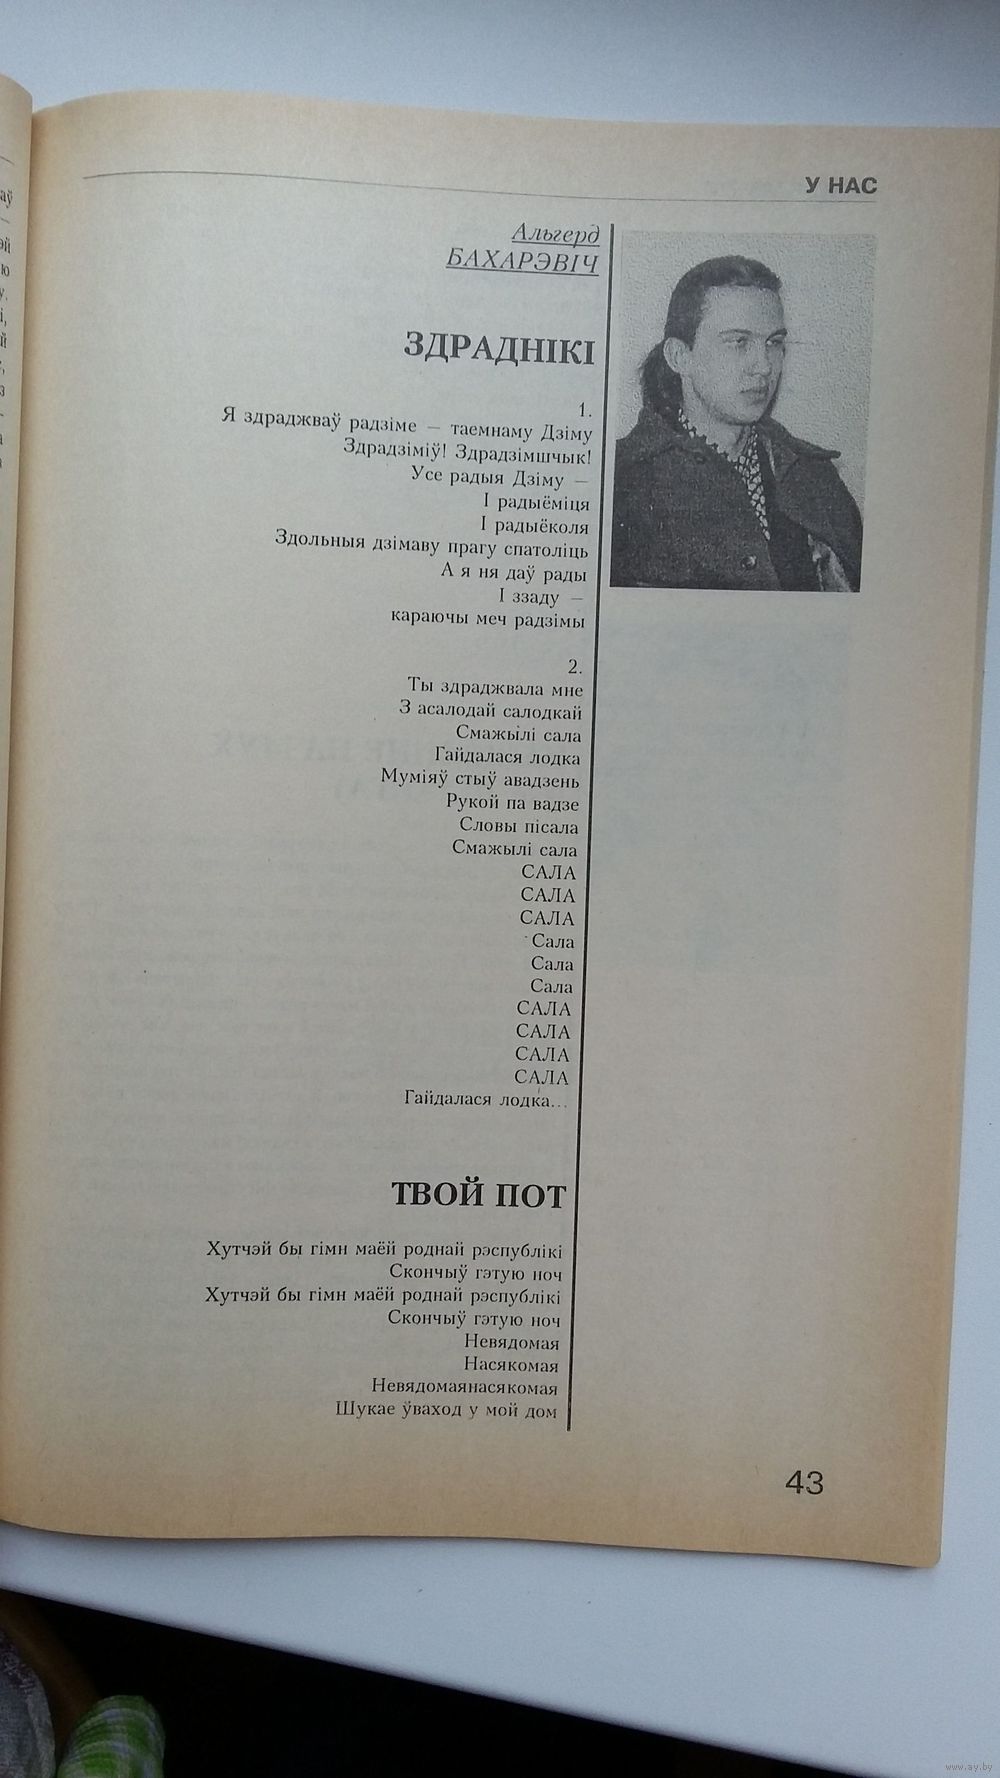 У НАС
Альгерд
БАХАРЭВІЧ
ЗДРАДНІКІ
1.
Я здраджваў радзіме — таемнаму Дзіму
Здрадзіміў! Здрадзімшчык!
Усе радыя Дзіму —
І радыёміця
І радыёколя
Здольныя дзімаву прагу спатоліць
А я ня даў рады
І ззаду —
караючы меч радзімы
2.
Ты здраджвала мне
З асалодай салодкай
Смажылі сала
Гайдалася лодка
Муміяў стыў авадзень
Рукой па вадзе
Словы пісала
Смажылі сала
САЛА
САЛА
САЛА
Сала
Сала
Сала
САЛА
САЛА
САЛА
САЛА
Гайдалася лодка...
ТВОЙ ПОТ
Хутчэй бы гімн маёй роднай рэспублікі
Скончыў гэтую ноч
Хутчэй бы гімн маёй роднай рэспублікі
Скончыў гэтую ноч
Невядомая
Насякомая
Невядомаянасякомая
Шукае ўваход у мой дом
43
www.ay.by